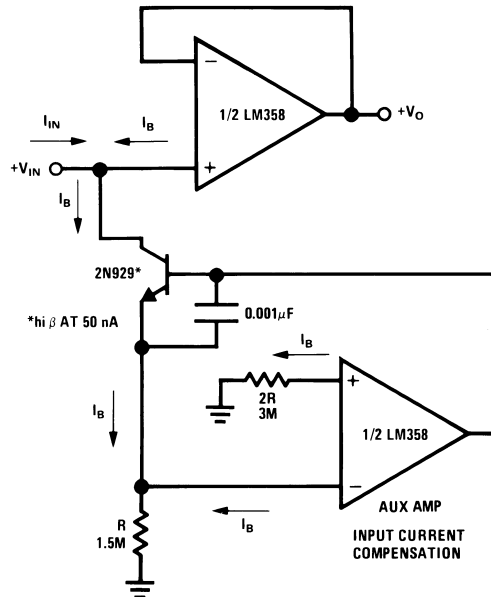 −
1/2 LM358
+V_O
I_IN
I_B
+
+V_IN
I_B
2N929*
0.001μF
*hi β AT 50 nA
I_B
+
2R
3M
1/2 LM358
I_B
−
AUX AMP
R
1.5M
I_B
INPUT CURRENT
COMPENSATION